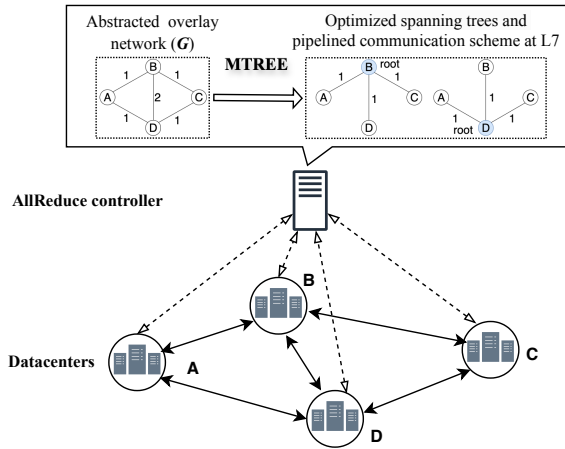 Abstracted overlay
network (G)
Optimized spanning trees and
pipelined communication scheme at L7
MTREE
B
1
1
A
2
C
1
1
D
B
root
1
1
A
C
1
D
B
A
1
C
1
1
root
D
AllReduce controller
B
Datacenters
A
C
D